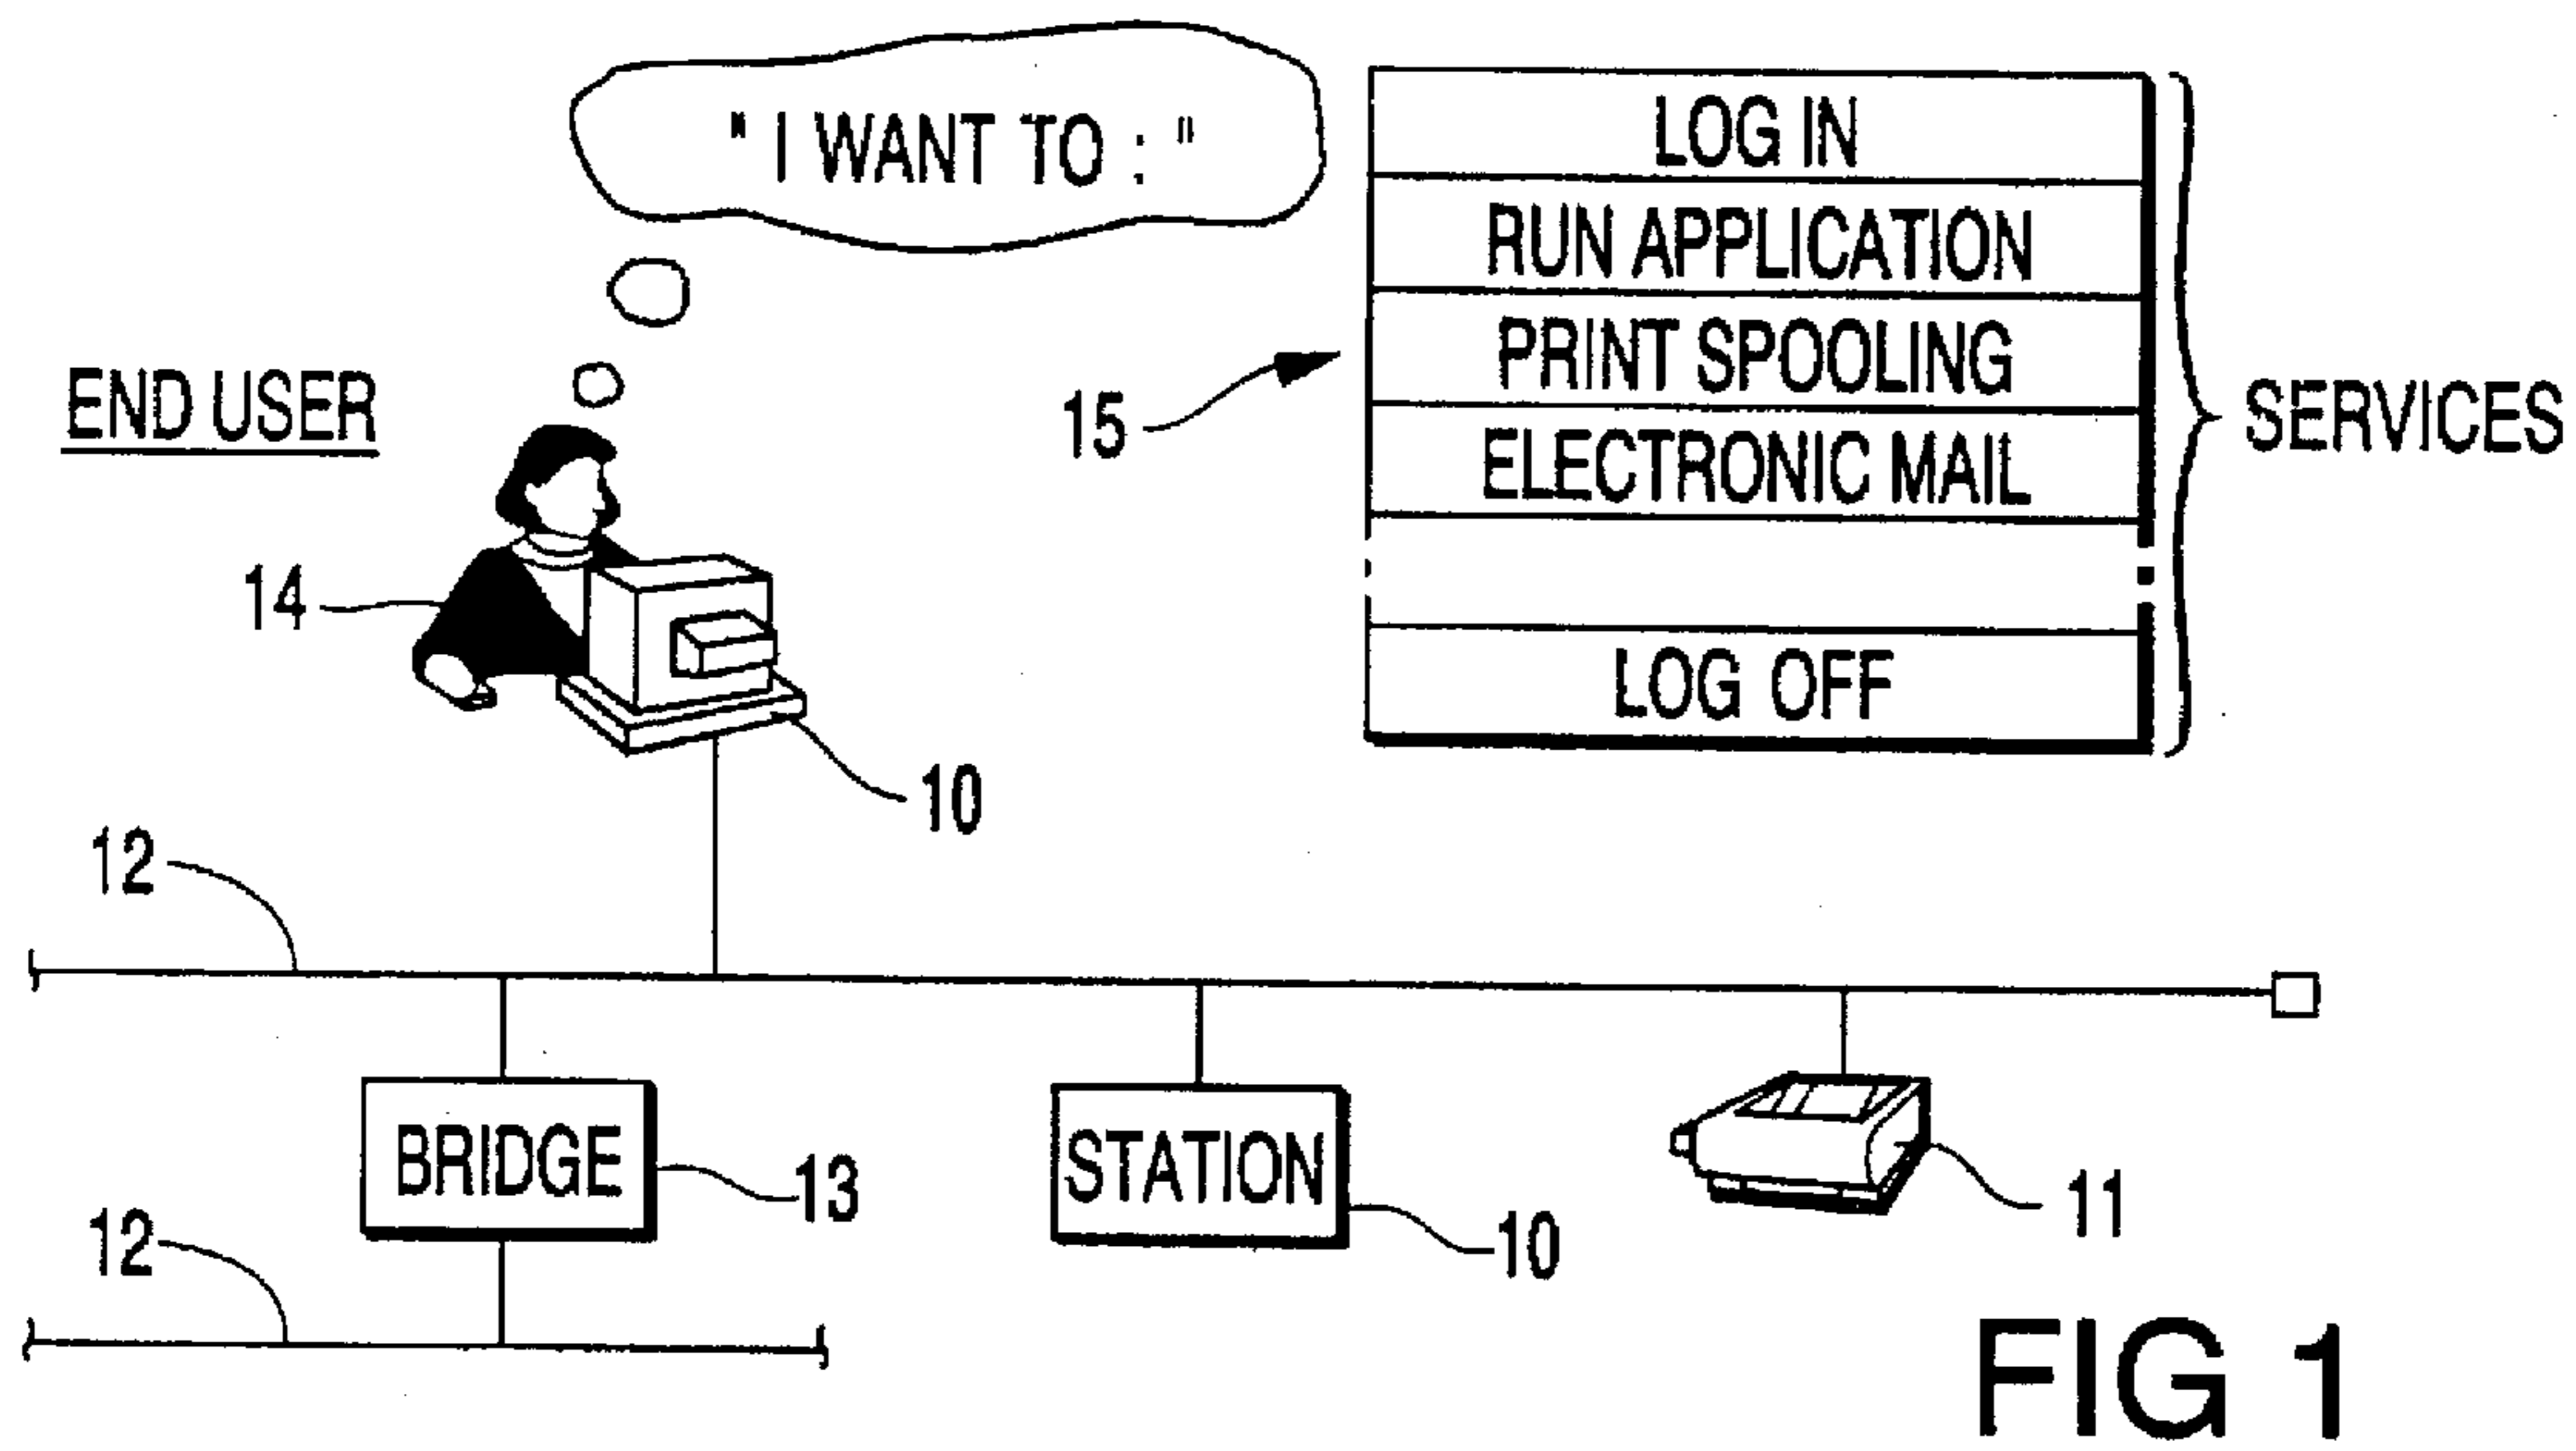 " I WANT TO : "
LOG IN
RUN APPLICATION
PRINT SPOOLING
ELECTRONIC MAIL
LOG OFF
15
SERVICES
END USER
14
10
12
BRIDGE
13
STATION
10
11
12
FIG 1